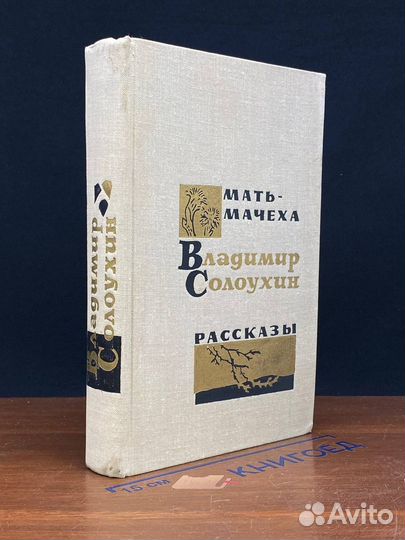 Владимир
Солоухин
МАТЬ-
МАЧЕХА
Владимир
Солоухин
РАССКАЗЫ
15 см
КНИГОЕД
Avito